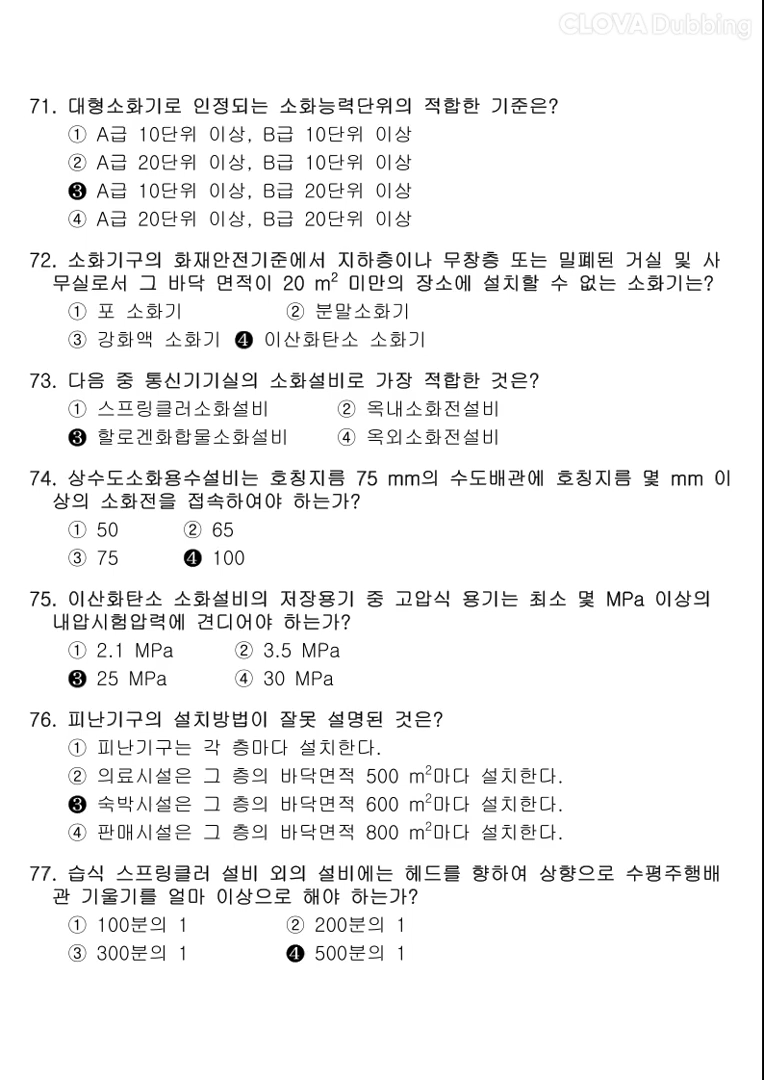 CLOVA Dubbing
71. 대형소화기로 인정되는 소화능력단위의 적합한 기준은?
① A급 10단위 이상, B급 10단위 이상
② A급 20단위 이상, B급 10단위 이상
❸ A급 10단위 이상, B급 20단위 이상
④ A급 20단위 이상, B급 20단위 이상
72. 소화기구의 화재안전기준에서 지하층이나 무창층 또는 밀폐된 거실 및 사
무실로서 그 바닥 면적이 20 m² 미만의 장소에 설치할 수 없는 소화기는?
① 포 소화기 ② 분말소화기
③ 강화액 소화기 ❹ 이산화탄소 소화기
73. 다음 중 통신기기실의 소화설비로 가장 적합한 것은?
① 스프링클러소화설비 ② 옥내소화전설비
❸ 할로겐화합물소화설비 ④ 옥외소화전설비
74. 상수도소화용수설비는 호칭지름 75 mm의 수도배관에 호칭지름 몇 mm 이
상의 소화전을 접속하여야 하는가?
① 50 ② 65
③ 75 ❹ 100
75. 이산화탄소 소화설비의 저장용기 중 고압식 용기는 최소 몇 MPa 이상의
내압시험압력에 견디어야 하는가?
① 2.1 MPa ② 3.5 MPa
❸ 25 MPa ④ 30 MPa
76. 피난기구의 설치방법이 잘못 설명된 것은?
① 피난기구는 각 층마다 설치한다.
② 의료시설은 그 층의 바닥면적 500 m²마다 설치한다.
❸ 숙박시설은 그 층의 바닥면적 600 m²마다 설치한다.
④ 판매시설은 그 층의 바닥면적 800 m²마다 설치한다.
77. 습식 스프링클러 설비 외의 설비에는 헤드를 향하여 상향으로 수평주행배
관 기울기를 얼마 이상으로 해야 하는가?
① 100분의 1 ② 200분의 1
③ 300분의 1 ❹ 500분의 1